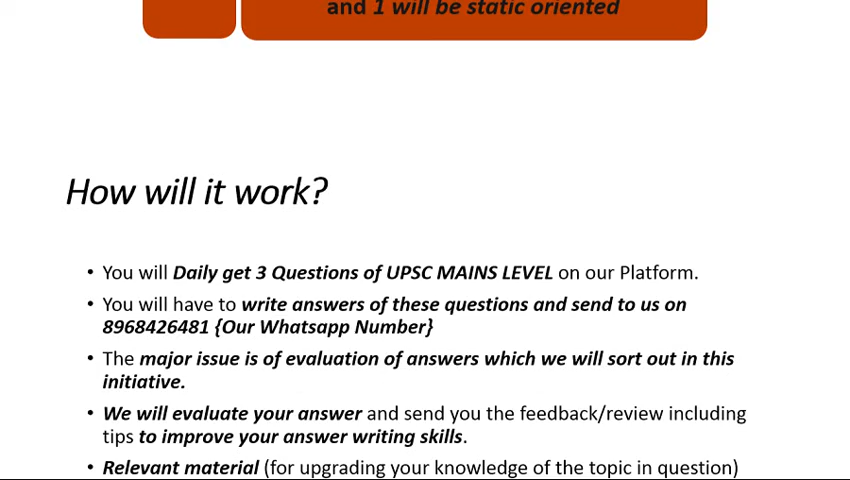 and 1 will be static oriented
How will it work?
• You will Daily get 3 Questions of UPSC MAINS LEVEL on our Platform.
• You will have to write answers of these questions and send to us on
8968426481 {Our Whatsapp Number}
• The major issue is of evaluation of answers which we will sort out in this
initiative.
• We will evaluate your answer and send you the feedback/review including
tips to improve your answer writing skills.
• Relevant material (for upgrading your knowledge of the topic in question)